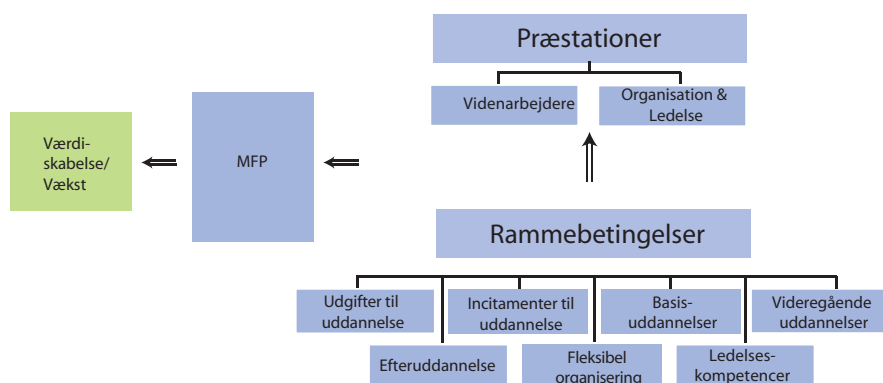 Præstationer
Videnarbejdere
Organisation &
Ledelse
Værdi-
skabelse/
Vækst
MFP
Rammebetingelser
Udgifter til
uddannelse
Incitamenter til
uddannelse
Basis-
uddannelser
Videregående
uddannelser
Efteruddannelse
Fleksibel
organisering
Ledelses-
kompetencer